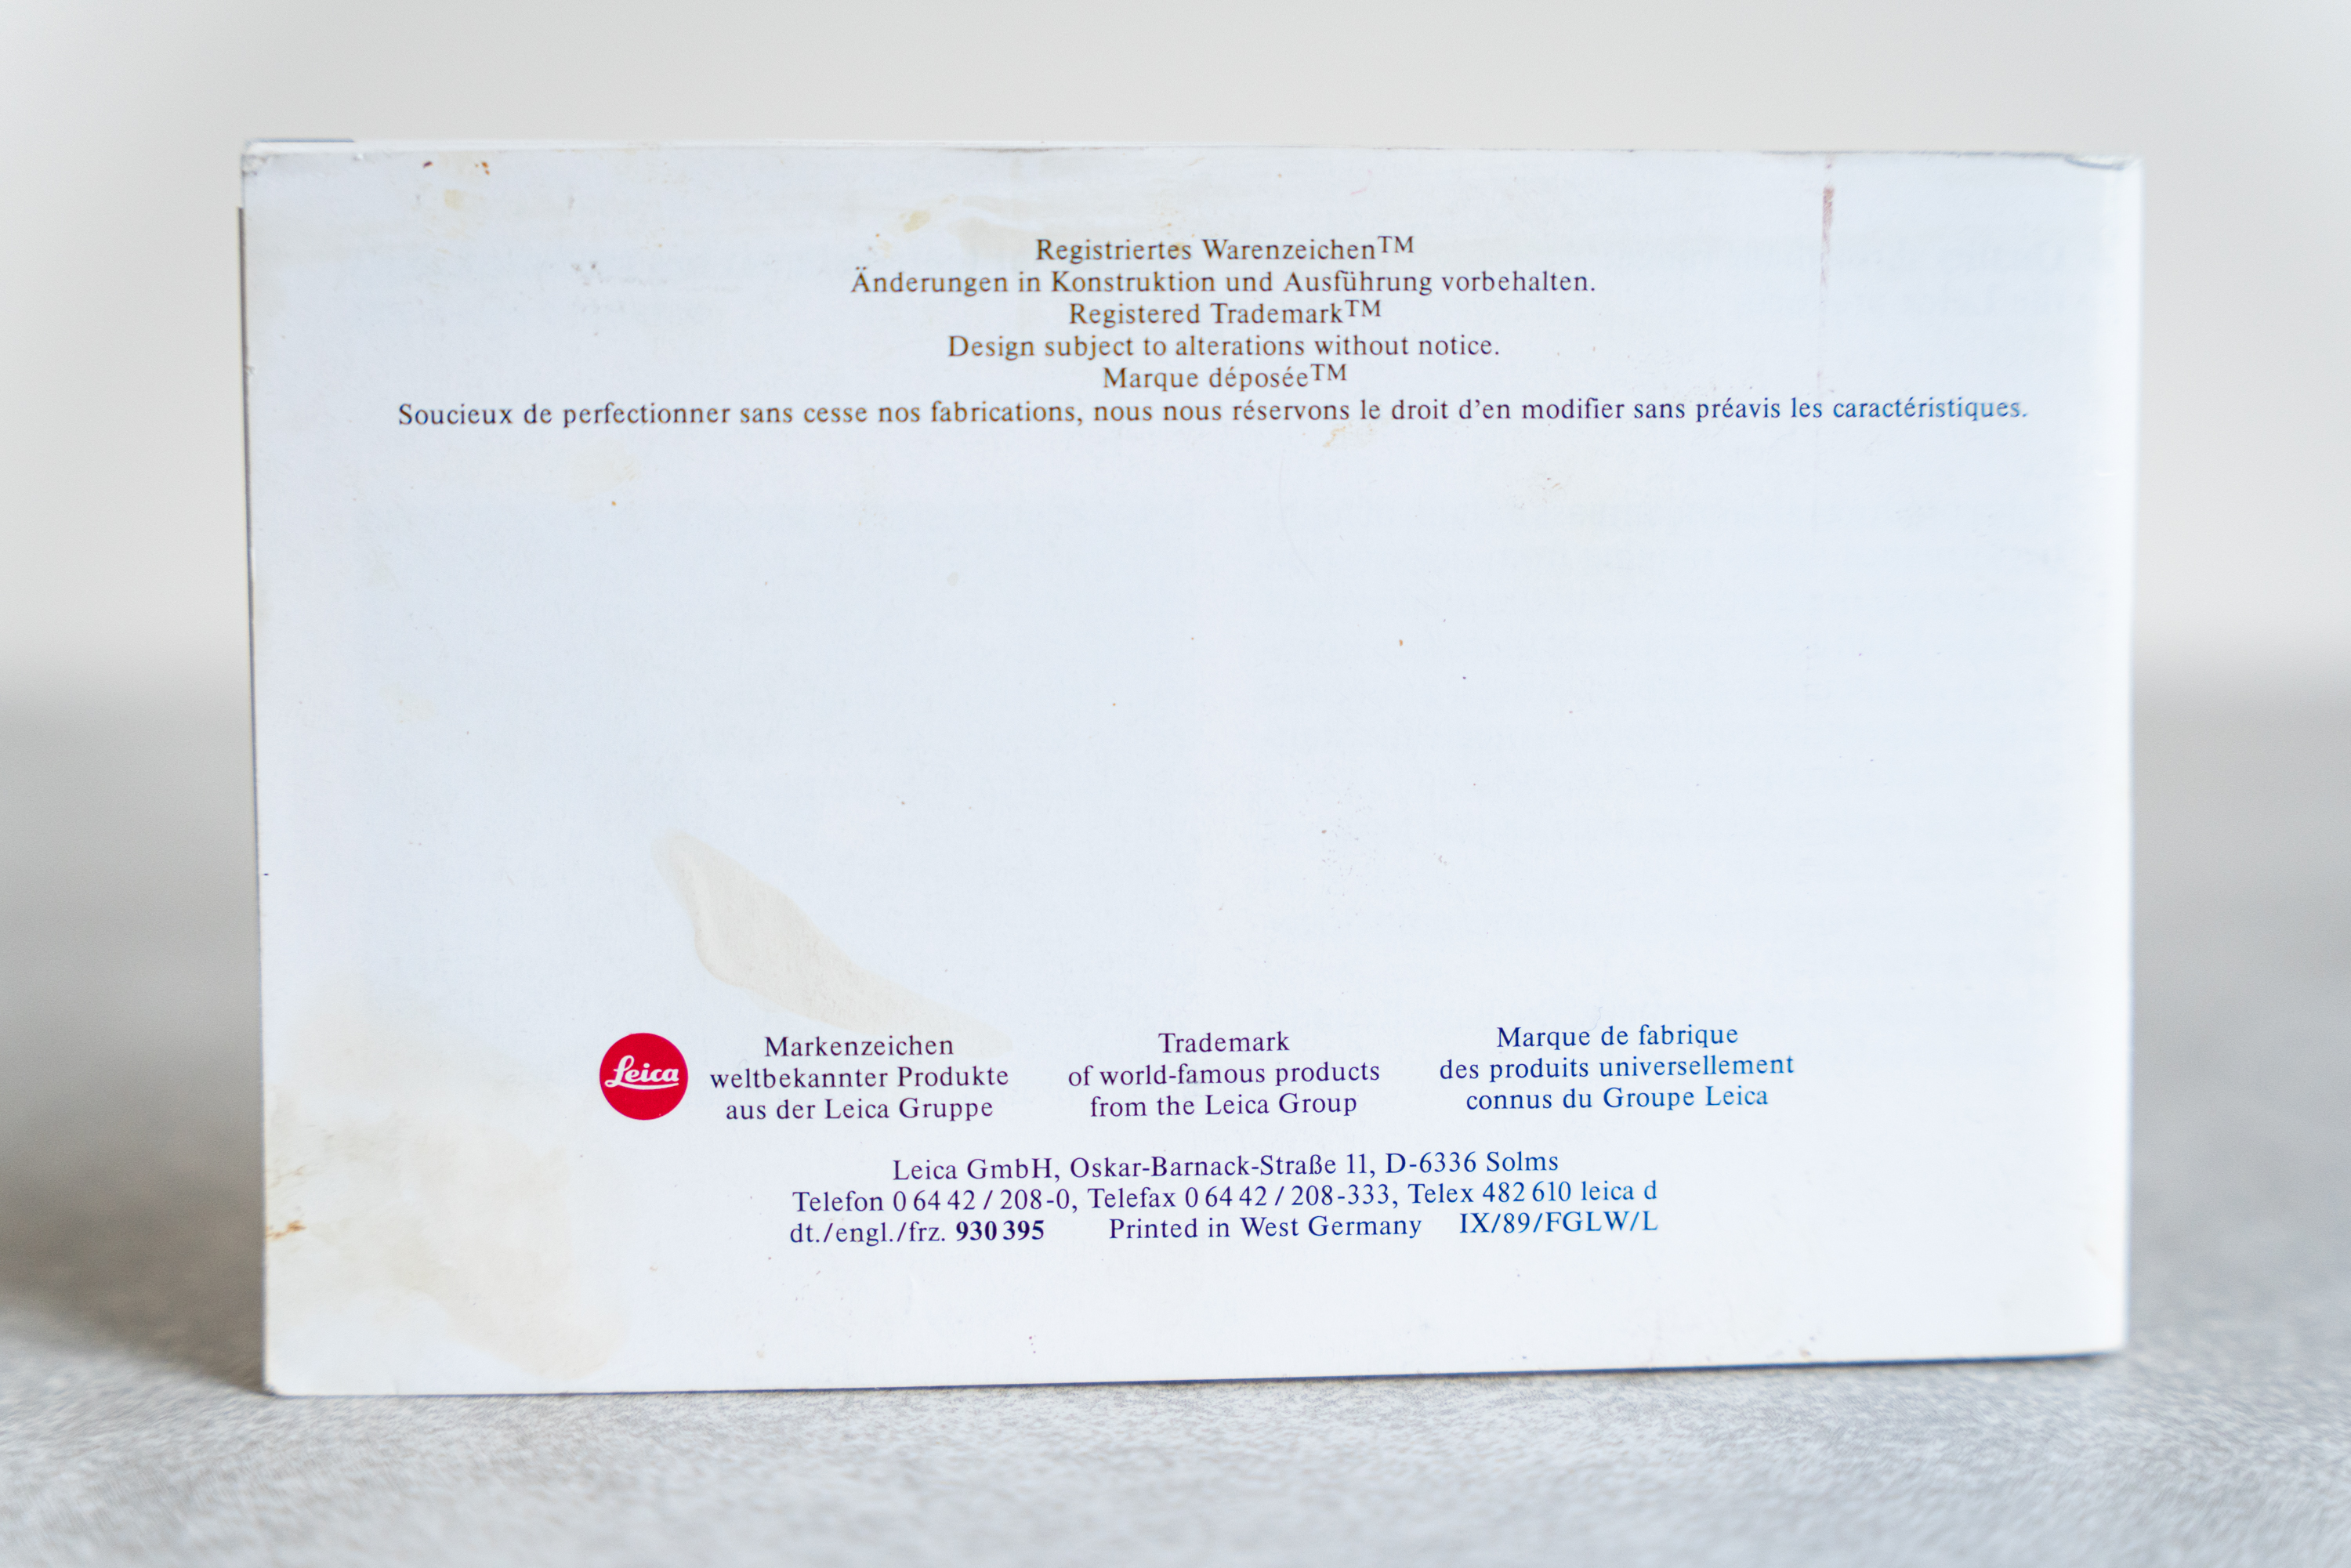 Registriertes Warenzeichen™
Änderungen in Konstruktion und Ausführung vorbehalten.
Registered Trademark™
Design subject to alterations without notice.
Marque déposée™
Soucieux de perfectionner sans cesse nos fabrications, nous nous réservons le droit d’en modifier sans préavis les caractéristiques.
Leica
Markenzeichen
weltbekannter Produkte
aus der Leica Gruppe
Trademark
of world-famous products
from the Leica Group
Marque de fabrique
des produits universellement
connus du Groupe Leica
Leica GmbH, Oskar-Barnack-Straße 11, D-6336 Solms
Telefon 0 64 42 / 208-0, Telefax 0 64 42 / 208-333, Telex 482 610 leica d
dt./engl./frz. 930 395 Printed in West Germany IX/89/FGLW/L